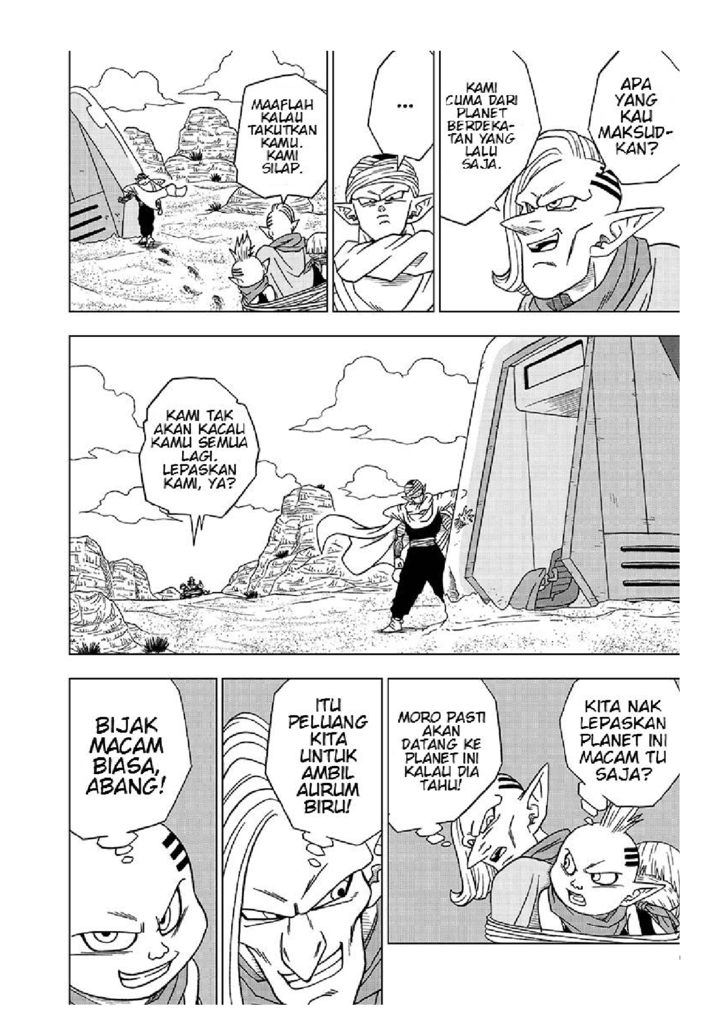 APA
YANG
KAU
MAKSUD-
KAN?
KAMI
CUMA DARI
PLANET
BERDEKA-
TAN YANG
LALU
SAJA.
...
MAAFLAH
KALAU
TAKUTKAN
KAMU.
KAMI
SILAP.
KAMI TAK
AKAN KACAU
KAMU SEMUA
LAGI.
LEPASKAN
KAMI, YA?
KITA NAK
LEPASKAN
PLANET INI
MACAM TU
SAJA?
MORO PASTI
AKAN
DATANG KE
PLANET INI
KALAU DIA
TAHU!
ITU
PELUANG
KITA
UNTUK
AMBIL
AURUM
BIRU!
BIJAK
MACAM
BIASA,
ABANG!